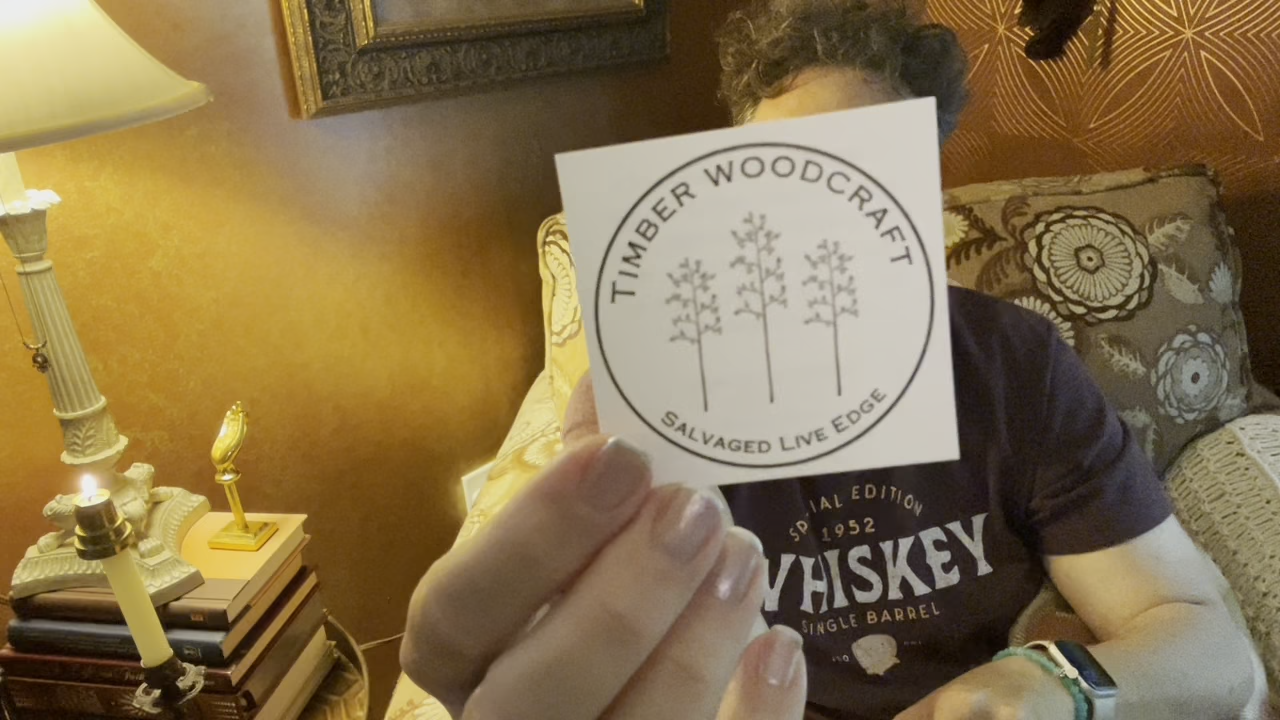 TIMBER WOODCRAFT
SALVAGED LIVE EDGE
SPECIAL EDITION
1952
WHISKEY
SINGLE BARREL